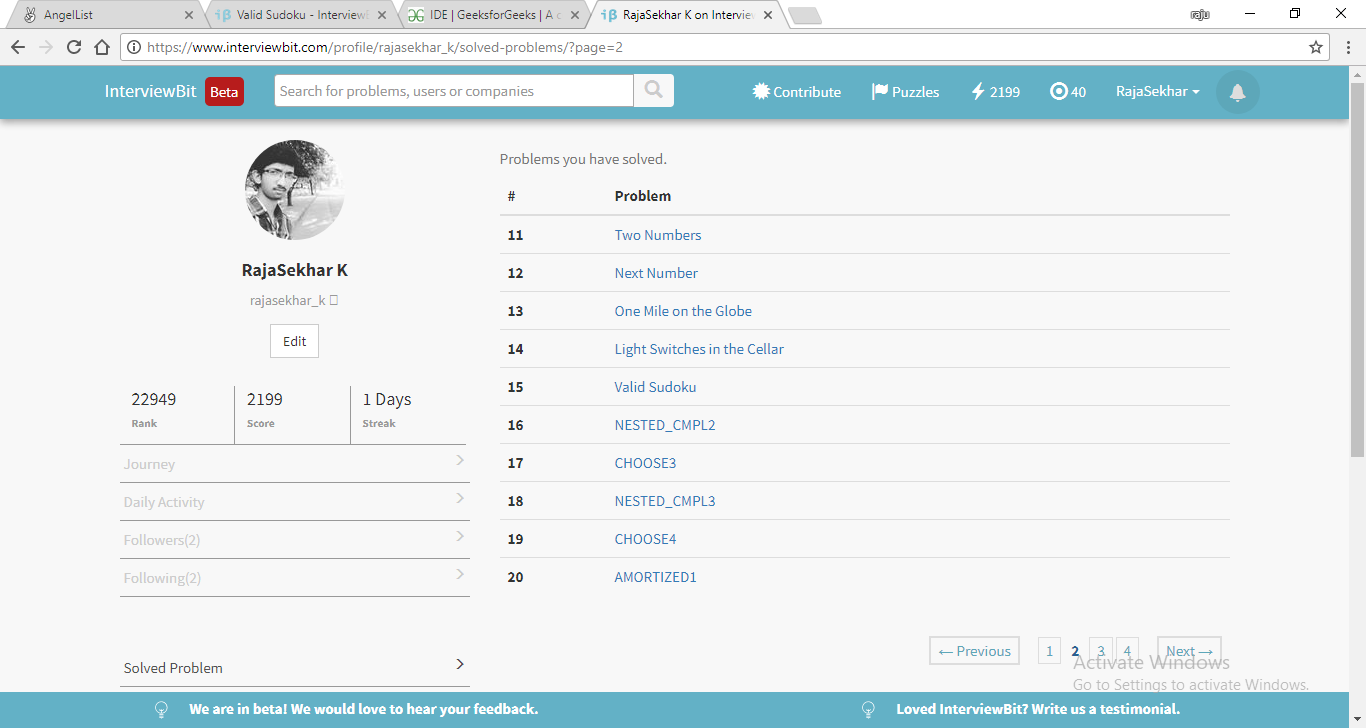 AngelList
Valid Sudoku - Interview
IDE | GeeksforGeeks | A c
RajaSekhar K on Intervie
raju
https://www.interviewbit.com/profile/rajasekhar_k/solved-problems/?page=2
InterviewBit Beta
Search for problems, users or companies
Contribute
Puzzles
2199
40
RajaSekhar
RajaSekhar K
rajasekhar_k
Edit
22949 2199 1 Days
Rank Score Streak
Journey
Daily Activity
Followers(2)
Following(2)
Solved Problem
Problems you have solved.
# Problem
11 Two Numbers
12 Next Number
13 One Mile on the Globe
14 Light Switches in the Cellar
15 Valid Sudoku
16 NESTED_CMPL2
17 CHOOSE3
18 NESTED_CMPL3
19 CHOOSE4
20 AMORTIZED1
← Previous 1 2 3 4 Next →
Activate Windows
Go to Settings to activate Windows.
We are in beta! We would love to hear your feedback.
Loved InterviewBit? Write us a testimonial.